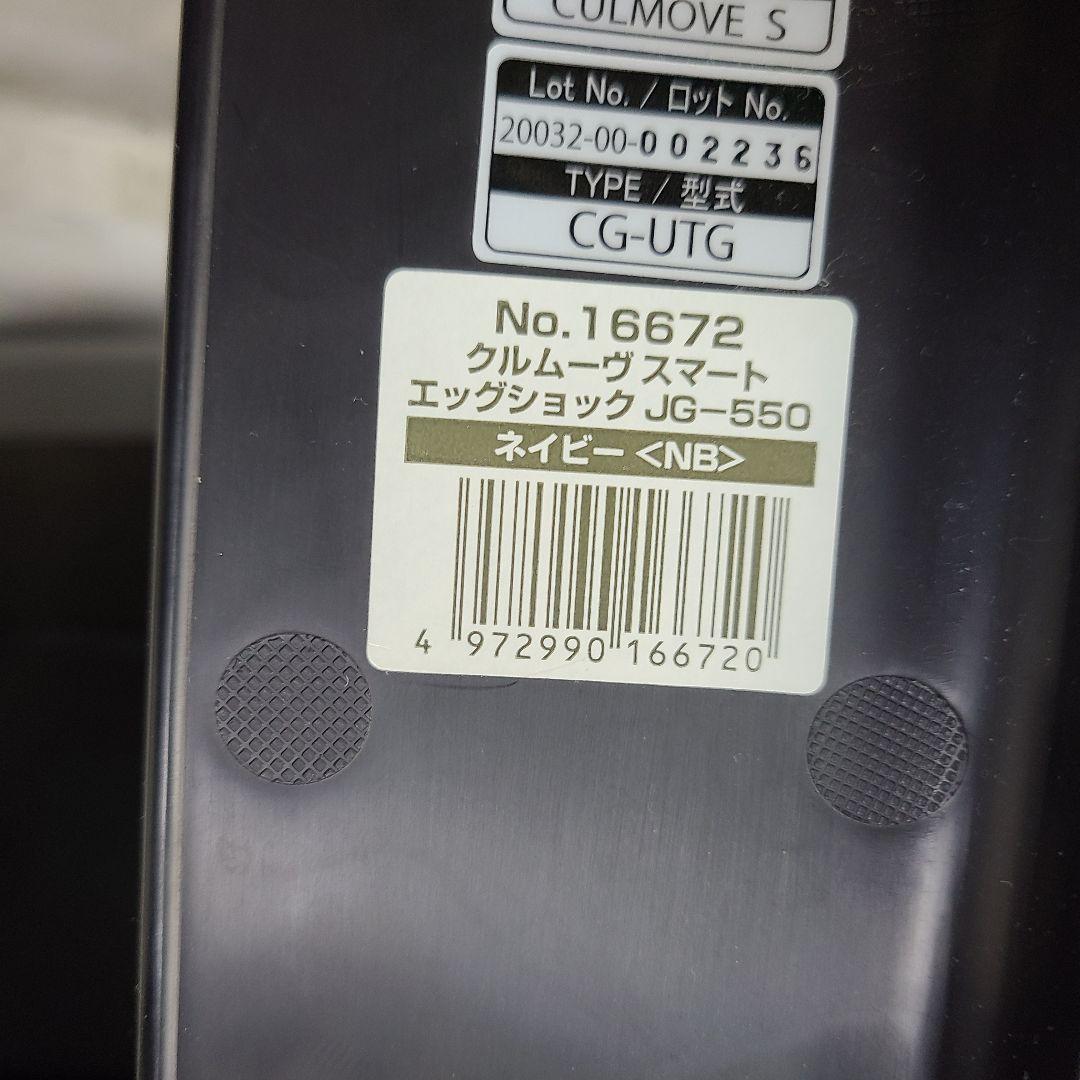 CULMOVE S
Lot No. / ロット No.
20032-00-002236
TYPE / 型式
CG-UTG
No.16672
クルムーヴ スマート
エッグショック JG-550
ネイビー <NB>
4 972990 166720